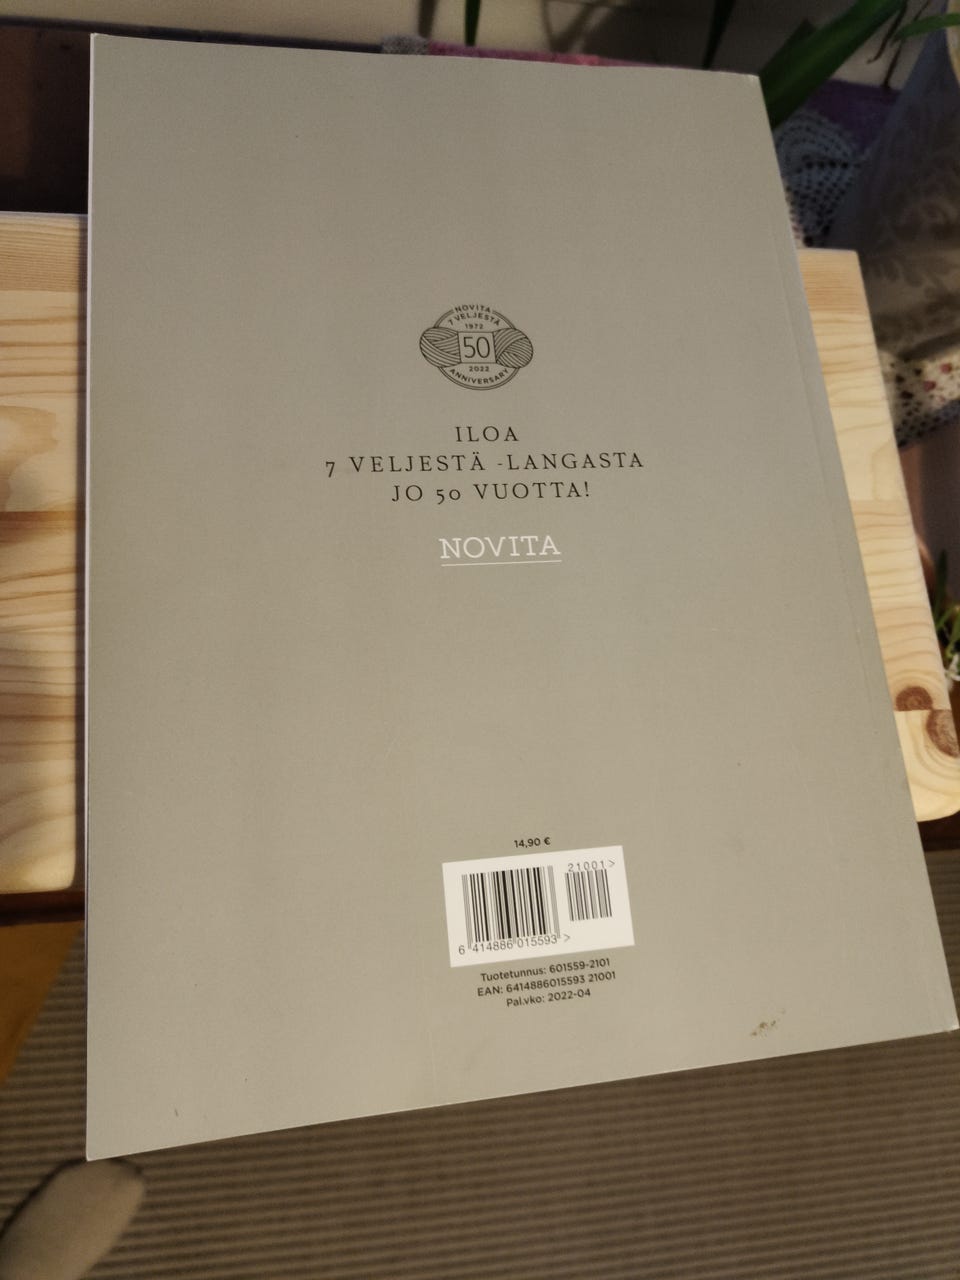 NOVITA
7 VELJESTÄ
1972
50
2022
ANNIVERSARY
ILOA
7 VELJESTÄ -LANGASTA
JO 50 VUOTTA!
NOVITA
14,90 €
21001>
6 414886 015593 >
Tuotetunnus: 601559-2101
EAN: 6414886015593 21001
Pal.vko: 2022-04